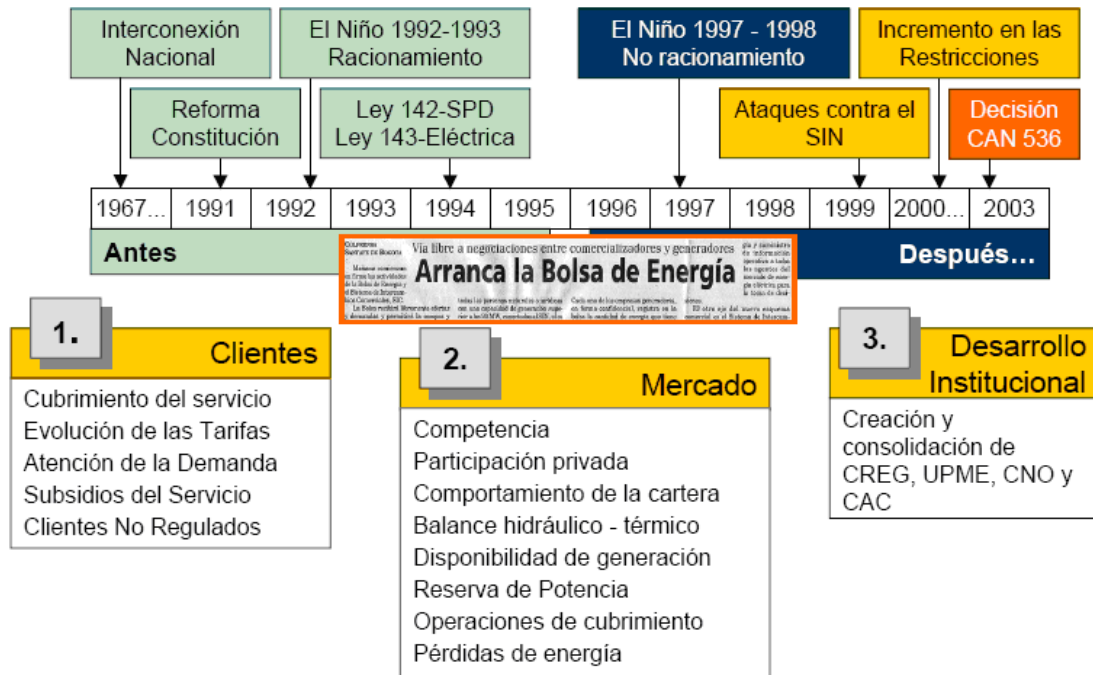 Interconexión
Nacional
El Niño 1992-1993
Racionamiento
El Niño 1997 - 1998
No racionamiento
Incremento en las
Restricciones
Reforma
Constitución
Ley 142-SPD
Ley 143-Eléctrica
Ataques contra el
SIN
Decisión
CAN 536
1967... 1991 1992 1993 1994 1995 1996 1997 1998 1999 2000... 2003
Antes
Después...
Vía libre a negociaciones entre comercializadores y generadores
Arranca la Bolsa de Energía
1.
Clientes
Cubrimiento del servicio
Evolución de las Tarifas
Atención de la Demanda
Subsidios del Servicio
Clientes No Regulados
2.
Mercado
Competencia
Participación privada
Comportamiento de la cartera
Balance hidráulico - térmico
Disponibilidad de generación
Reserva de Potencia
Operaciones de cubrimiento
Pérdidas de energía
3.
Desarrollo
Institucional
Creación y
consolidación de
CREG, UPME, CNO y
CAC